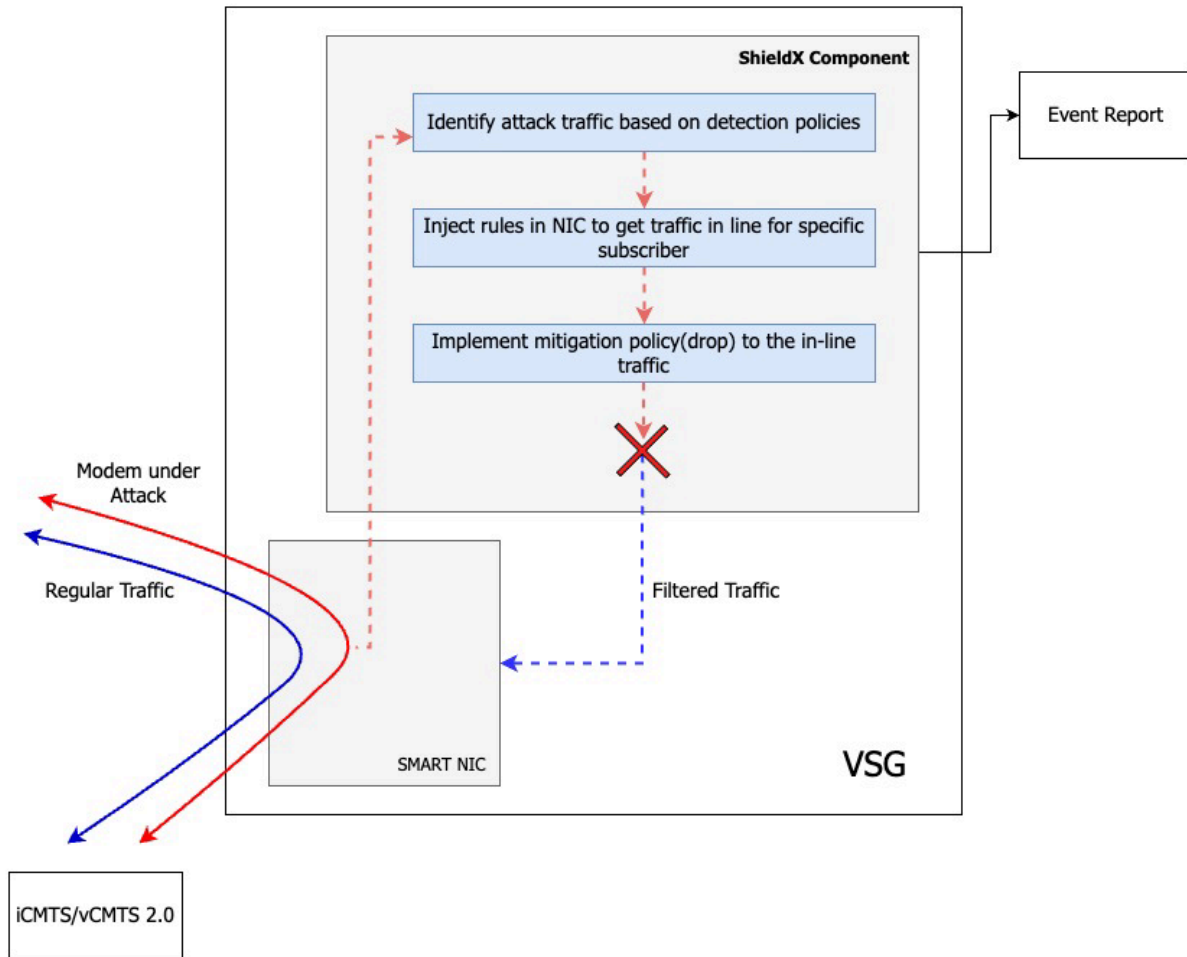 ShieldX Component
Identify attack traffic based on detection policies
Event Report
Inject rules in NIC to get traffic in line for specific
subscriber
Implement mitigation policy(drop) to the in-line
traffic
Modem under
Attack
Regular Traffic
Filtered Traffic
SMART NIC
VSG
iCMTS/vCMTS 2.0